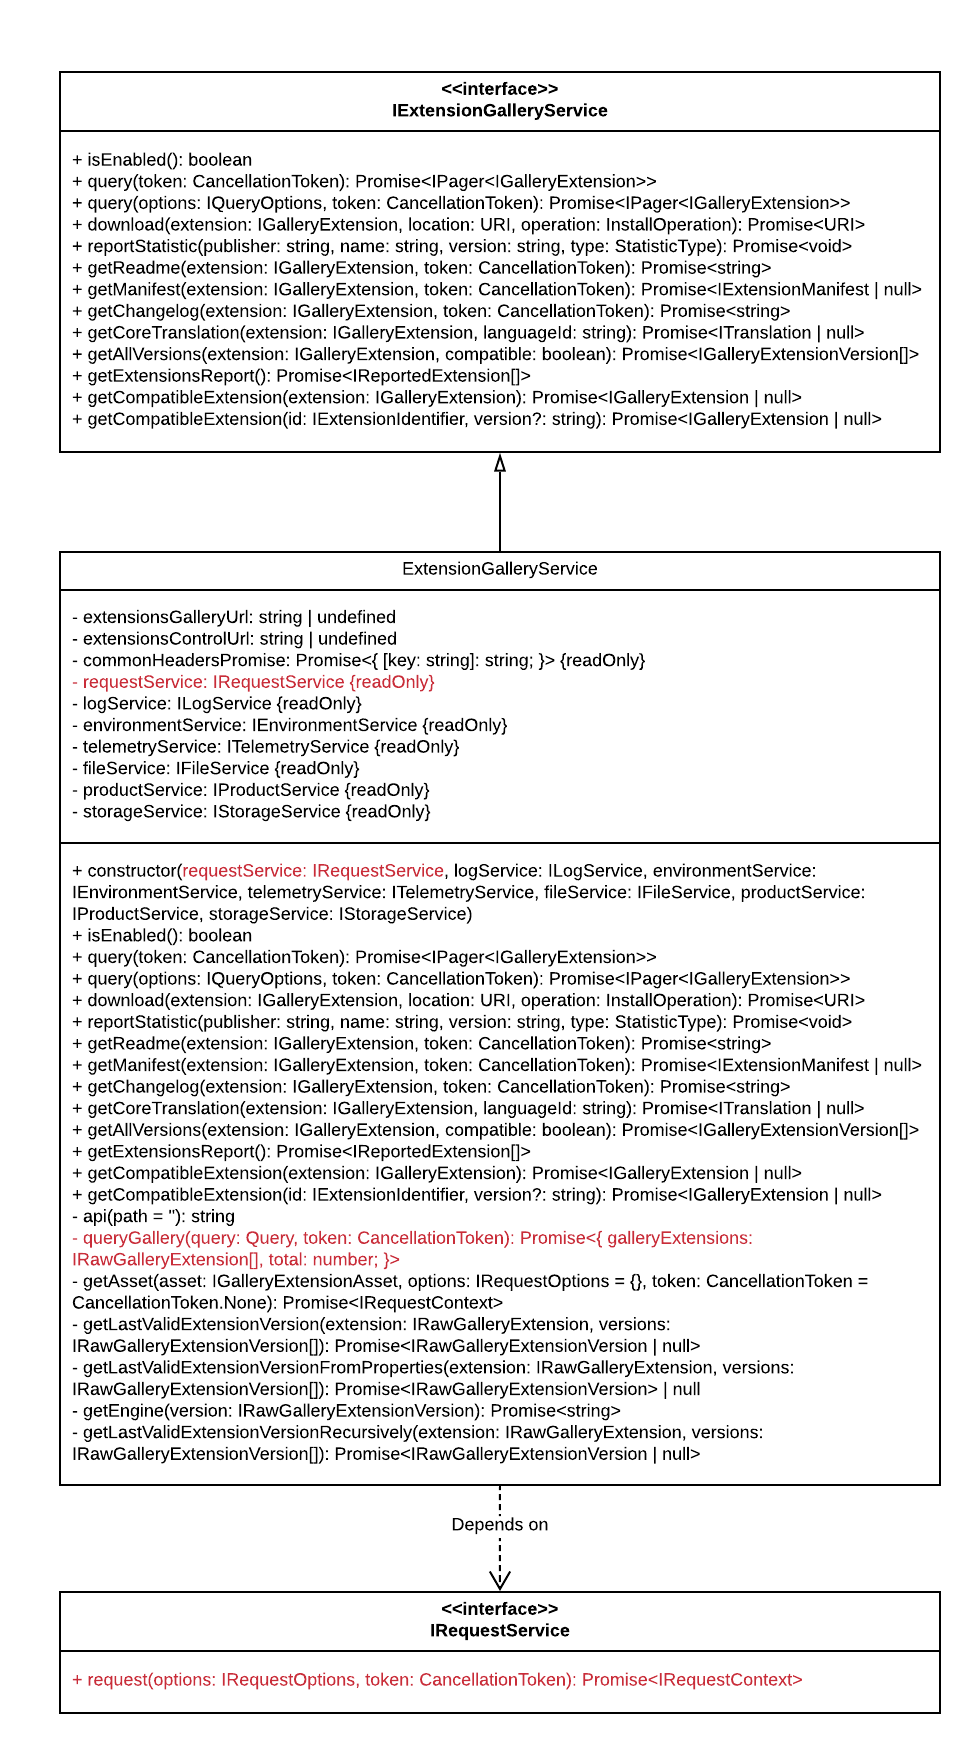 <<interface>>
IExtensionGalleryService
+ isEnabled(): boolean
+ query(token: CancellationToken): Promise<IPager<IGalleryExtension>>
+ query(options: IQueryOptions, token: CancellationToken): Promise<IPager<IGalleryExtension>>
+ download(extension: IGalleryExtension, location: URI, operation: InstallOperation): Promise<URI>
+ reportStatistic(publisher: string, name: string, version: string, type: StatisticType): Promise<void>
+ getReadme(extension: IGalleryExtension, token: CancellationToken): Promise<string>
+ getManifest(extension: IGalleryExtension, token: CancellationToken): Promise<IExtensionManifest | null>
+ getChangelog(extension: IGalleryExtension, token: CancellationToken): Promise<string>
+ getCoreTranslation(extension: IGalleryExtension, languageId: string): Promise<ITranslation | null>
+ getAllVersions(extension: IGalleryExtension, compatible: boolean): Promise<IGalleryExtensionVersion[]>
+ getExtensionsReport(): Promise<IReportedExtension[]>
+ getCompatibleExtension(extension: IGalleryExtension): Promise<IGalleryExtension | null>
+ getCompatibleExtension(id: IExtensionIdentifier, version?: string): Promise<IGalleryExtension | null>
ExtensionGalleryService
- extensionsGalleryUrl: string | undefined
- extensionsControlUrl: string | undefined
- commonHeadersPromise: Promise<{ [key: string]: string; }> {readOnly}
- requestService: IRequestService {readOnly}
- logService: ILogService {readOnly}
- environmentService: IEnvironmentService {readOnly}
- telemetryService: ITelemetryService {readOnly}
- fileService: IFileService {readOnly}
- productService: IProductService {readOnly}
- storageService: IStorageService {readOnly}
+ constructor(requestService: IRequestService, logService: ILogService, environmentService:
IEnvironmentService, telemetryService: ITelemetryService, fileService: IFileService, productService:
IProductService, storageService: IStorageService)
+ isEnabled(): boolean
+ query(token: CancellationToken): Promise<IPager<IGalleryExtension>>
+ query(options: IQueryOptions, token: CancellationToken): Promise<IPager<IGalleryExtension>>
+ download(extension: IGalleryExtension, location: URI, operation: InstallOperation): Promise<URI>
+ reportStatistic(publisher: string, name: string, version: string, type: StatisticType): Promise<void>
+ getReadme(extension: IGalleryExtension, token: CancellationToken): Promise<string>
+ getManifest(extension: IGalleryExtension, token: CancellationToken): Promise<IExtensionManifest | null>
+ getChangelog(extension: IGalleryExtension, token: CancellationToken): Promise<string>
+ getCoreTranslation(extension: IGalleryExtension, languageId: string): Promise<ITranslation | null>
+ getAllVersions(extension: IGalleryExtension, compatible: boolean): Promise<IGalleryExtensionVersion[]>
+ getExtensionsReport(): Promise<IReportedExtension[]>
+ getCompatibleExtension(extension: IGalleryExtension): Promise<IGalleryExtension | null>
+ getCompatibleExtension(id: IExtensionIdentifier, version?: string): Promise<IGalleryExtension | null>
- api(path = ''): string
- queryGallery(query: Query, token: CancellationToken): Promise<{ galleryExtensions:
IRawGalleryExtension[], total: number; }>
- getAsset(asset: IGalleryExtensionAsset, options: IRequestOptions = {}, token: CancellationToken =
CancellationToken.None): Promise<IRequestContext>
- getLastValidExtensionVersion(extension: IRawGalleryExtension, versions:
IRawGalleryExtensionVersion[]): Promise<IRawGalleryExtensionVersion | null>
- getLastValidExtensionVersionFromProperties(extension: IRawGalleryExtension, versions:
IRawGalleryExtensionVersion[]): Promise<IRawGalleryExtensionVersion> | null
- getEngine(version: IRawGalleryExtensionVersion): Promise<string>
- getLastValidExtensionVersionRecursively(extension: IRawGalleryExtension, versions:
IRawGalleryExtensionVersion[]): Promise<IRawGalleryExtensionVersion | null>
Depends on
<<interface>>
IRequestService
+ request(options: IRequestOptions, token: CancellationToken): Promise<IRequestContext>